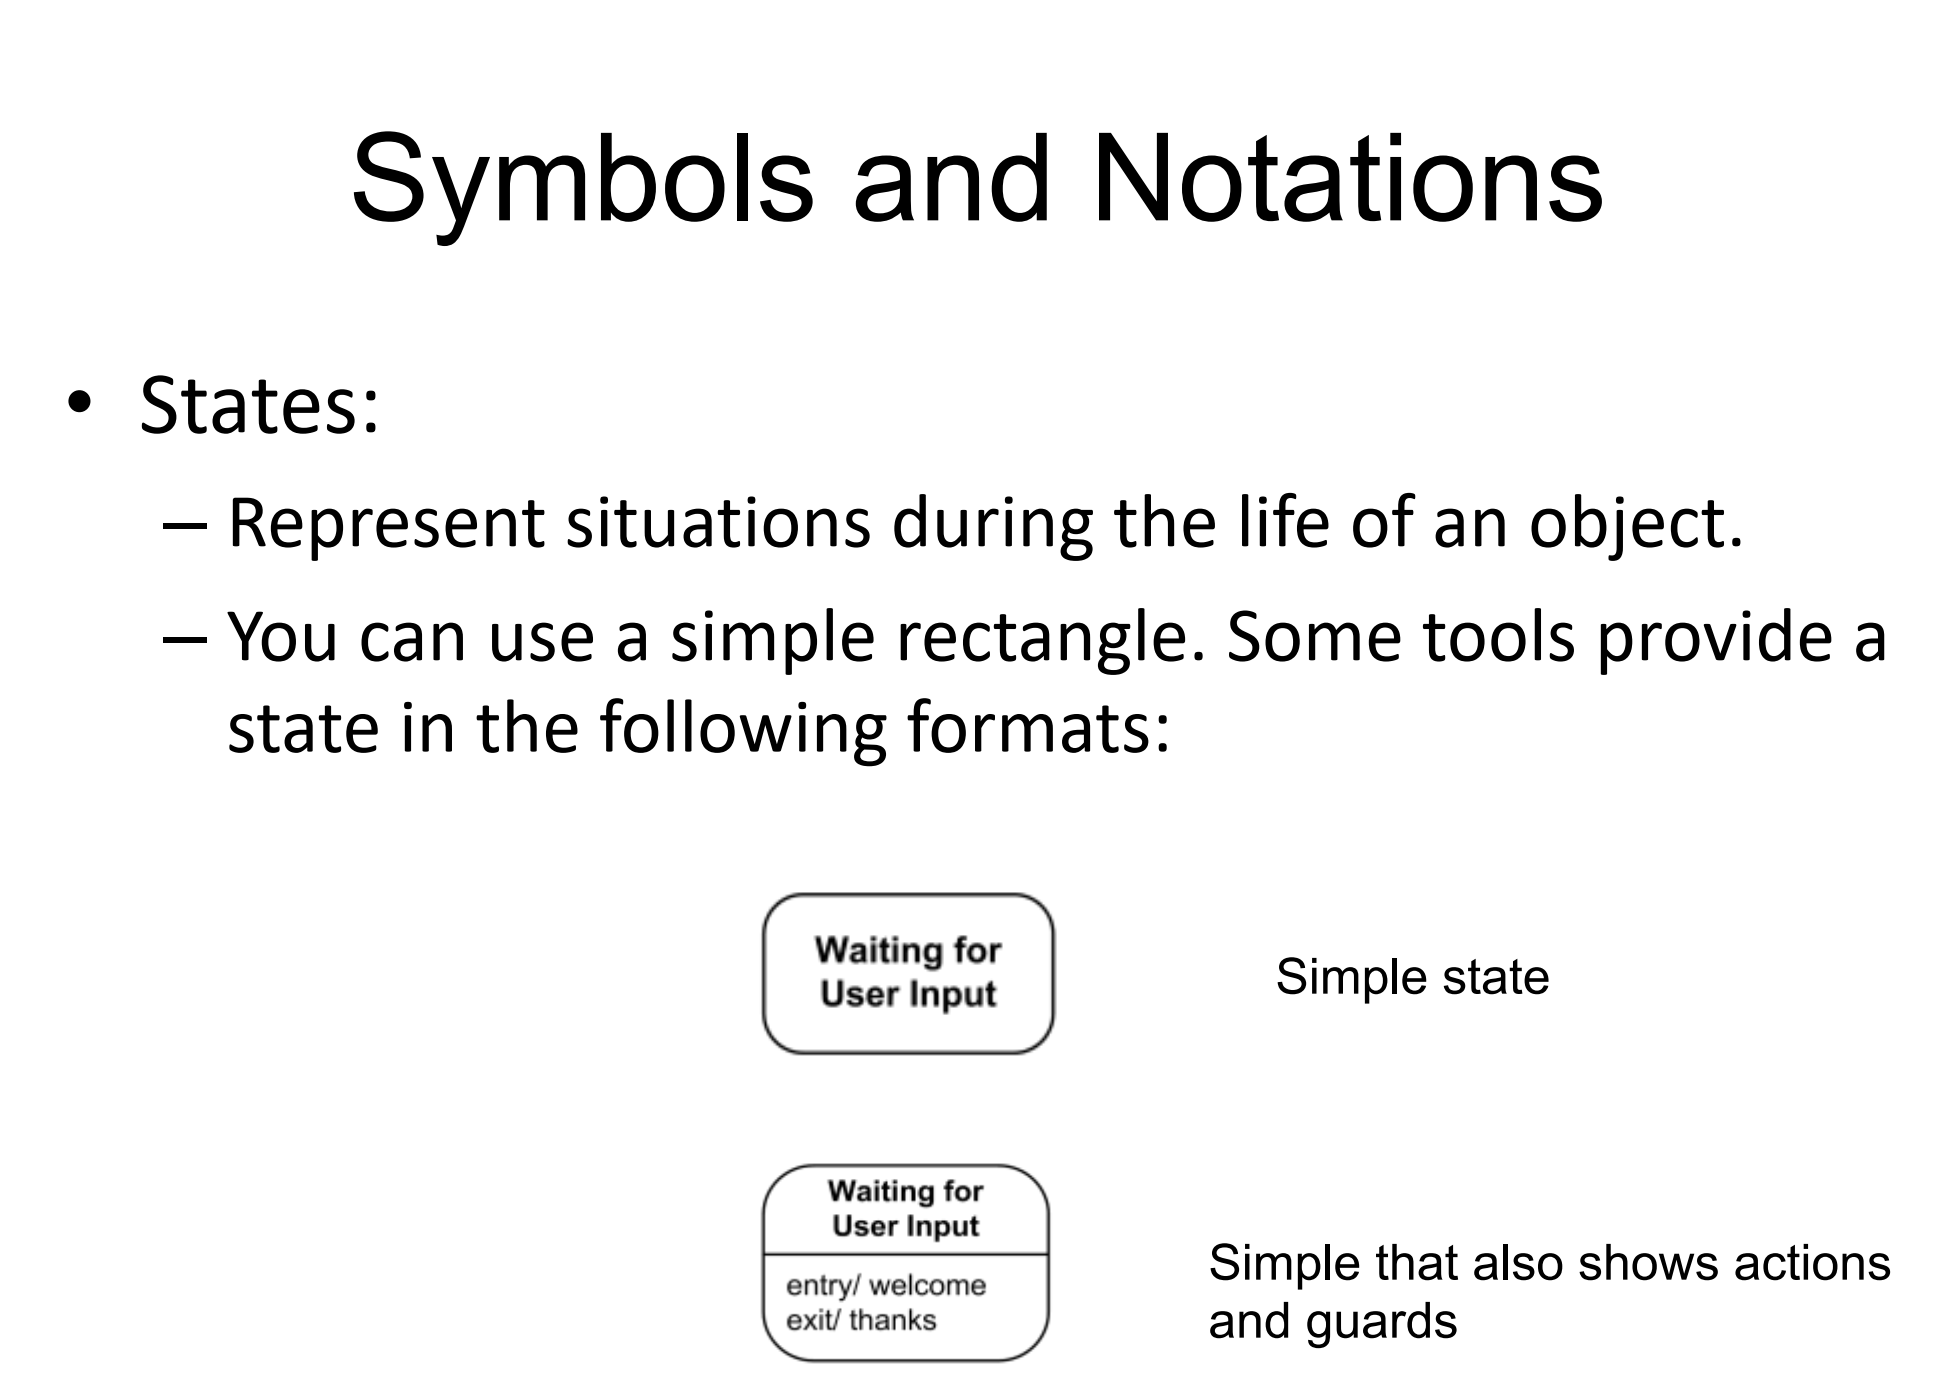 Symbols and Notations
• States:
– Represent situations during the life of an object.
– You can use a simple rectangle. Some tools provide a
state in the following formats:
Waiting for
User Input
Simple state
Waiting for
User Input
entry/ welcome
exit/ thanks
Simple that also shows actions
and guards